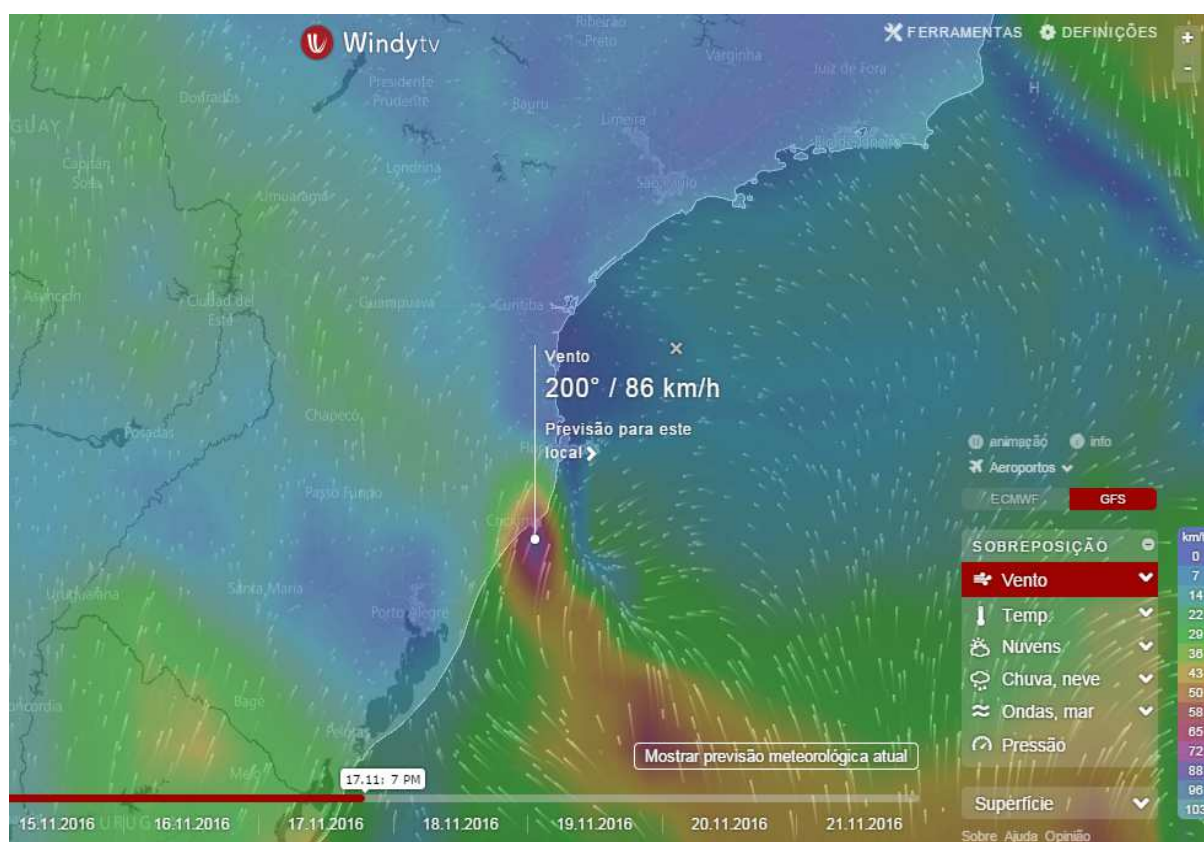 Windytv
FERRAMENTAS DEFINIÇÕES
+
-
Ribeirão
Preto
Varginha
Juiz de Fora
H
Presidente
Prudente
Dourados
Bauru
Limeira
Londrina
Rio de Janeiro
São Paulo
Capitán
Umuarama
Asunción
Ciudad del
Este
Guarapuava
Curitiba
Vento
200° / 86 km/h
Previsão para este
local
Chapecó
Posadas
Passo Fundo
Santa Maria
Porto Alegre
Uruguaiana
Bagé
Pelotas
Melo
animação info
Aeroportos
ECMWF GFS
SOBREPOSIÇÃO
Vento
Temp.
Nuvens
Chuva, neve
Ondas, mar
Pressão
Superfície
Sobre Ajuda Opinião
0
7
14
22
29
36
43
50
58
65
72
88
96
103
Mostrar previsão meteorológica atual
17.11: 7 PM
15.11.2016 16.11.2016 17.11.2016 18.11.2016 19.11.2016 20.11.2016 21.11.2016